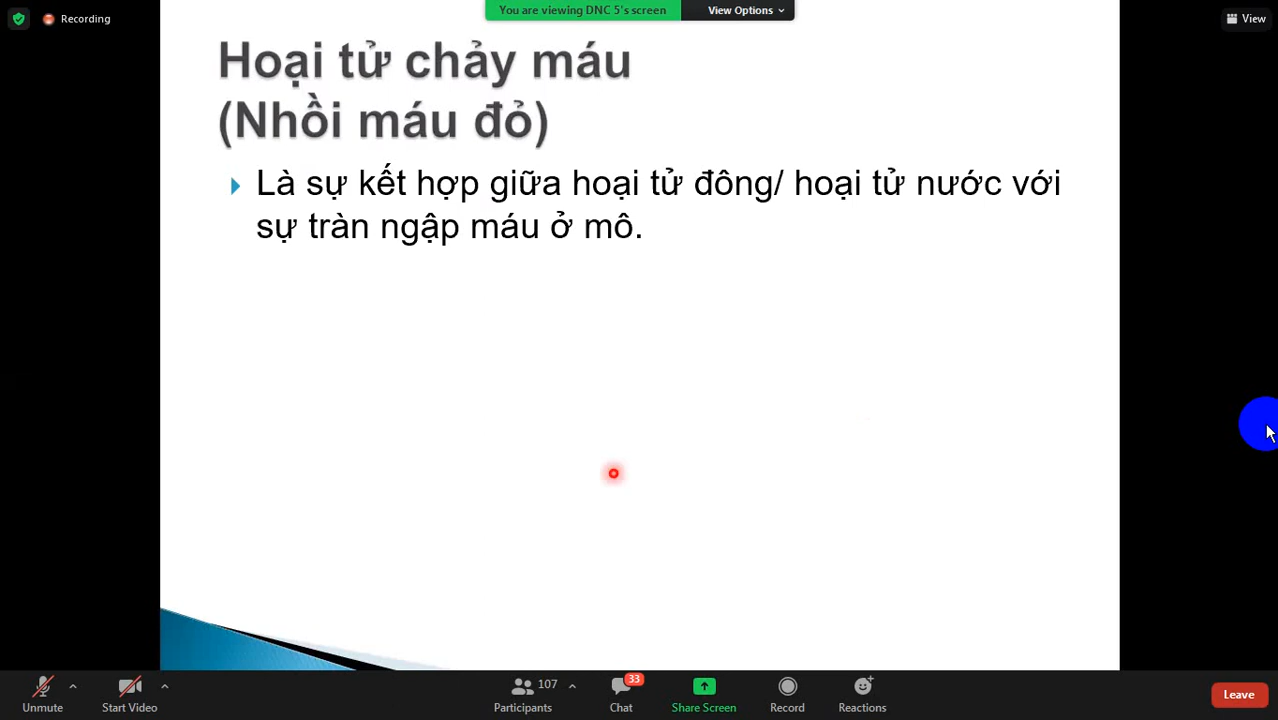 Recording
You are viewing DNC 5's screen
View Options
View
Hoại tử chảy máu
(Nhồi máu đỏ)
Là sự kết hợp giữa hoại tử đông/ hoại tử nước với
sự tràn ngập máu ở mô.
Unmute
Start Video
107
Participants
33
Chat
Share Screen
Record
Reactions
Leave